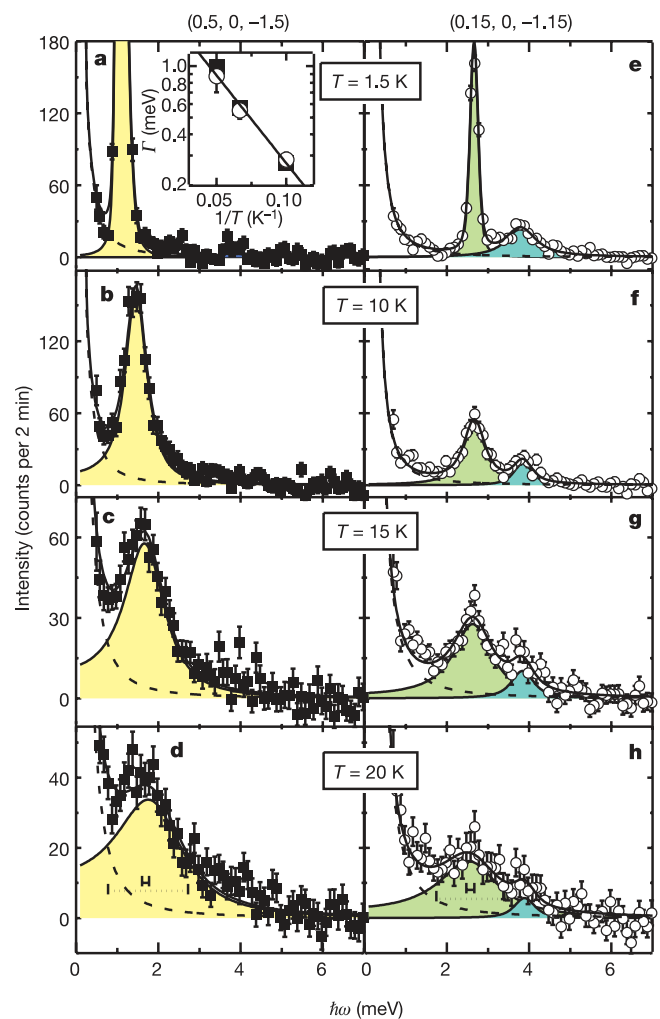 (0.5, 0, −1.5)
(0.15, 0, −1.15)
180
120
60
0
a
1.0
0.8
0.6
0.4
0.2
Γ (meV)
0.05
0.10
1/T (K⁻¹)
T = 1.5 K
e
b
120
60
0
T = 10 K
f
c
60
30
0
T = 15 K
g
d
40
20
0
T = 20 K
h
0
2
4
6
2
4
6
Intensity (counts per 2 min)
ℏω (meV)